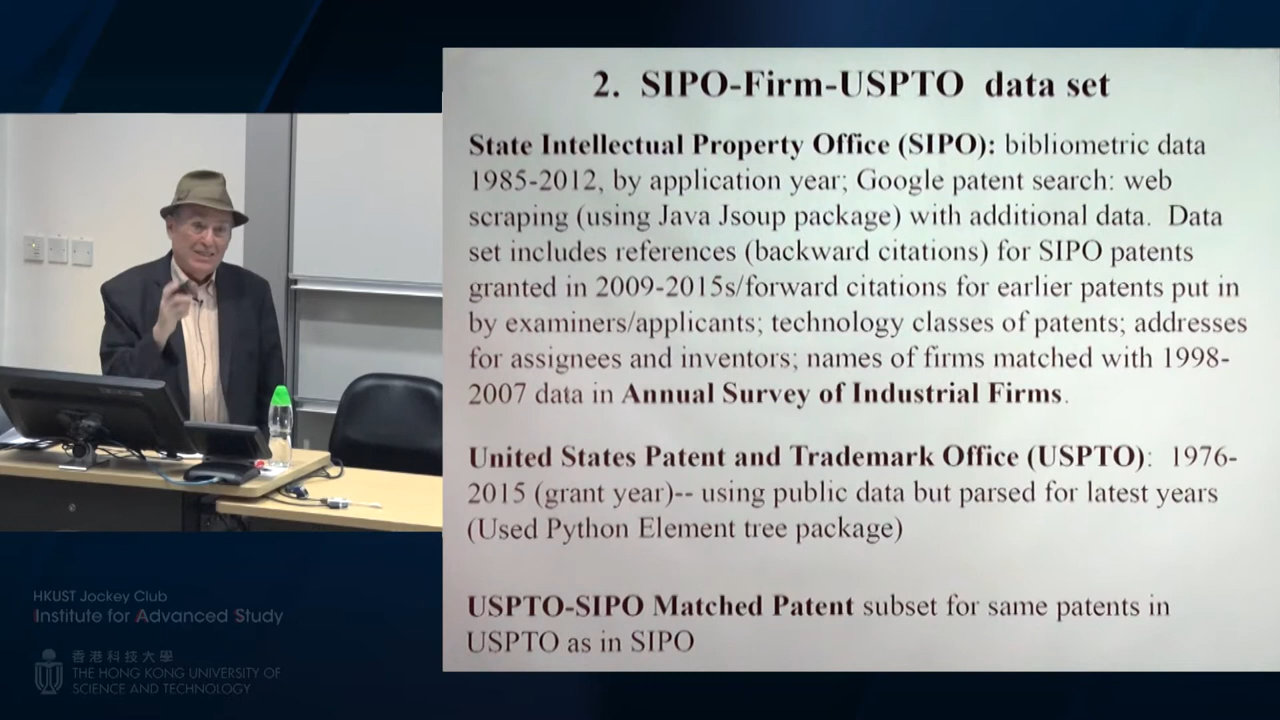 2. SIPO-Firm-USPTO data set
State Intellectual Property Office (SIPO): bibliometric data
1985-2012, by application year; Google patent search: web
scraping (using Java Jsoup package) with additional data. Data
set includes references (backward citations) for SIPO patents
granted in 2009-2015s/forward citations for earlier patents put in
by examiners/applicants; technology classes of patents; addresses
for assignees and inventors; names of firms matched with 1998-
2007 data in Annual Survey of Industrial Firms.
United States Patent and Trademark Office (USPTO): 1976-
2015 (grant year)-- using public data but parsed for latest years
(Used Python Element tree package)
USPTO-SIPO Matched Patent subset for same patents in
USPTO as in SIPO
HKUST Jockey Club
Institute for Advanced Study
香港科技大學
THE HONG KONG UNIVERSITY OF
SCIENCE AND TECHNOLOGY